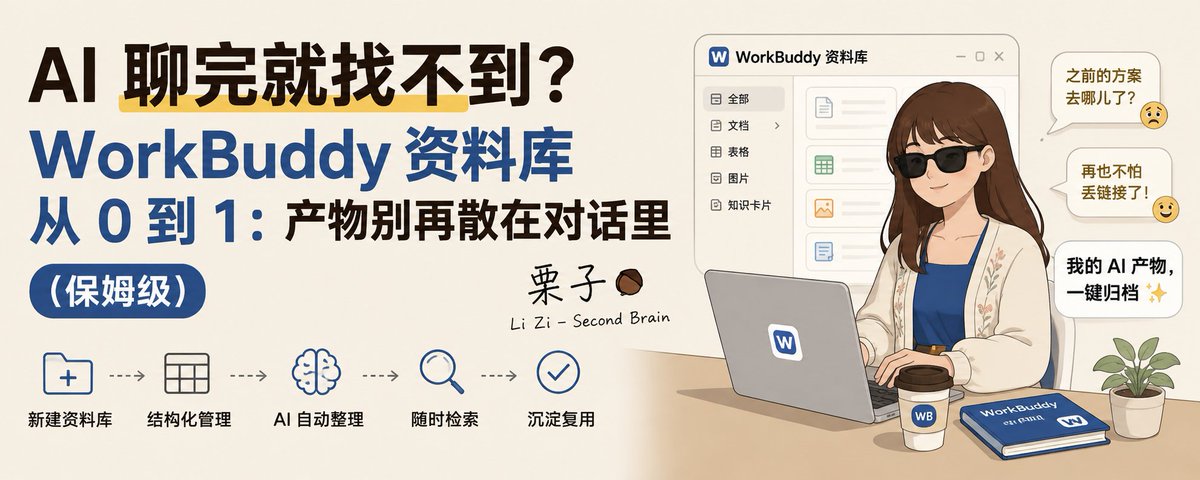 AI 聊完就找不到？
WorkBuddy 资料库
从 0 到 1：产物别再散在对话里
（保姆级）
栗子
Li Zi – Second Brain
新建资料库
结构化管理
AI 自动整理
随时检索
沉淀复用
W WorkBuddy 资料库
全部
文档
表格
图片
知识卡片
之前的方案
去哪儿了？
再也不怕
丢链接了！
我的 AI 产物，
一键归档
W
WB
WorkBuddy
W